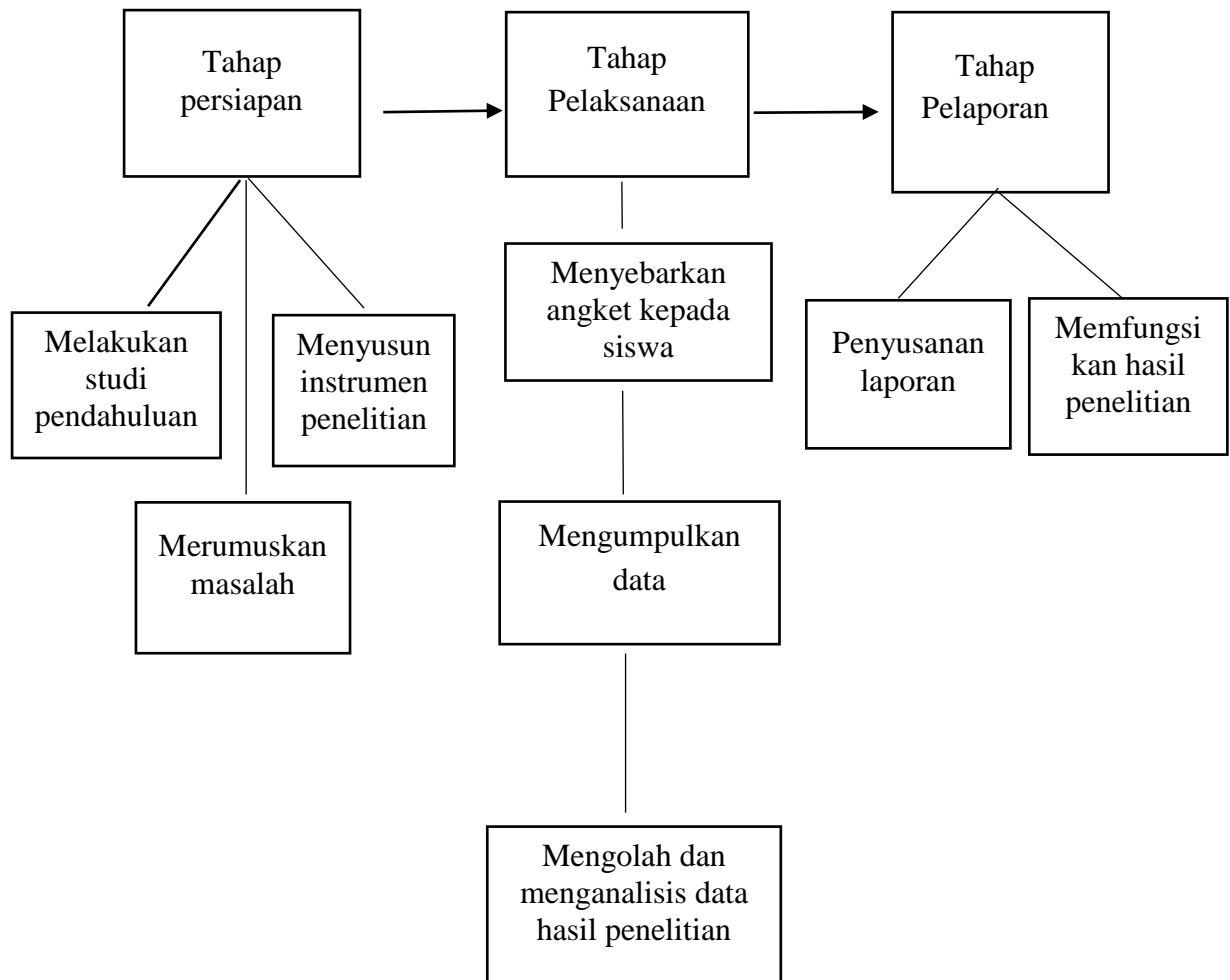 Tahap
persiapan
Tahap
Pelaksanaan
Tahap
Pelaporan
Melakukan
studi
pendahuluan
Menyusun
instrumen
penelitian
Merumuskan
masalah
Menyebarkan
angket kepada
siswa
Mengumpulkan
data
Mengolah dan
menganalisis data
hasil penelitian
Penyusanan
laporan
Memfungsi
kan hasil
penelitian